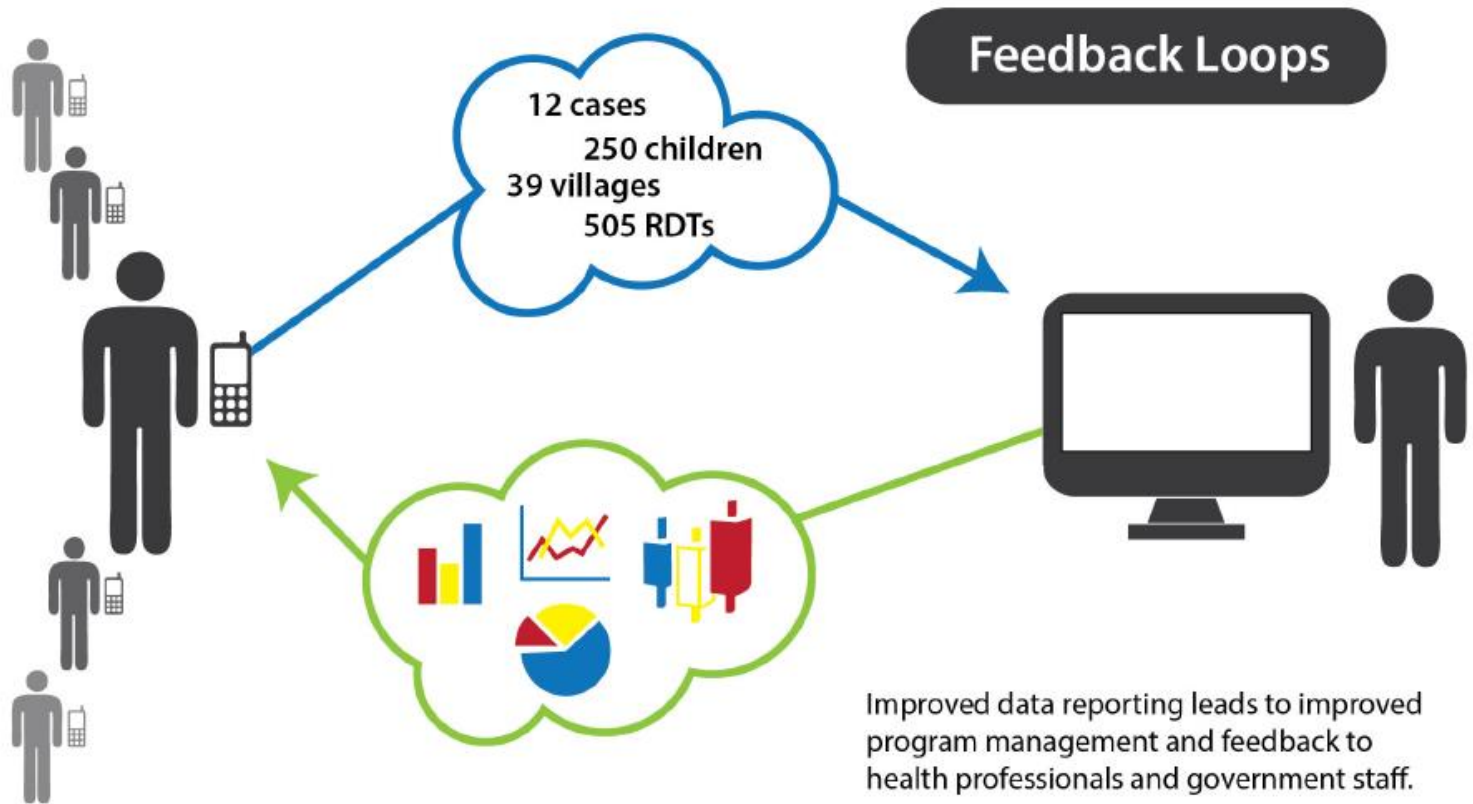 Feedback Loops
12 cases
250 children
39 villages
505 RDTs
Improved data reporting leads to improved
program management and feedback to
health professionals and government staff.